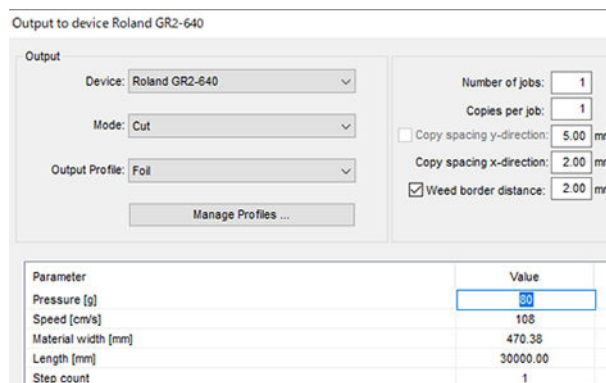 Output to device Roland GR2-640
Output
Device: Roland GR2-640
Mode: Cut
Output Profile: Foil
Manage Profiles ...
Number of jobs: 1
Copies per job: 1
Copy spacing y-direction: 5.00
Copy spacing x-direction: 2.00
Weed border distance: 2.00
Parameter Value
Pressure [g] 80
Speed [cm/s] 108
Material width [mm] 470.38
Length [mm] 30000.00
Step count 1